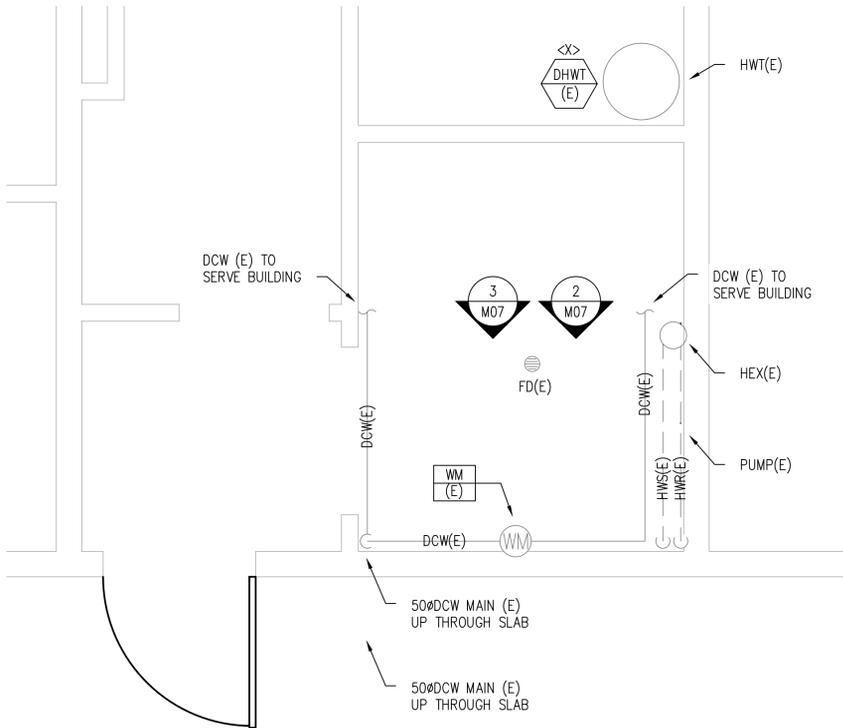 <X>
DHWT
(E)
HWT(E)
DCW (E) TO
SERVE BUILDING
3
M07
2
M07
DCW (E) TO
SERVE BUILDING
FD(E)
HEX(E)
DCW(E)
DCW(E)
HWS(E)
HWR(E)
PUMP(E)
WM
(E)
DCW(E)
WM
50øDCW MAIN (E)
UP THROUGH SLAB
50øDCW MAIN (E)
UP THROUGH SLAB